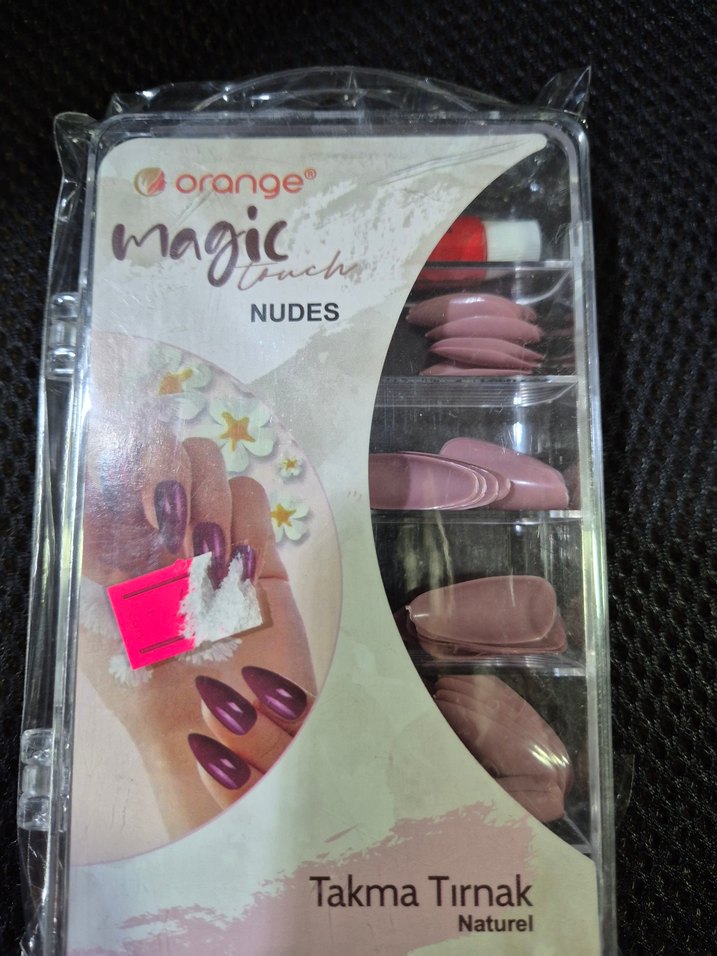 orange®
magic
touch
NUDES
Takma Tırnak
Naturel